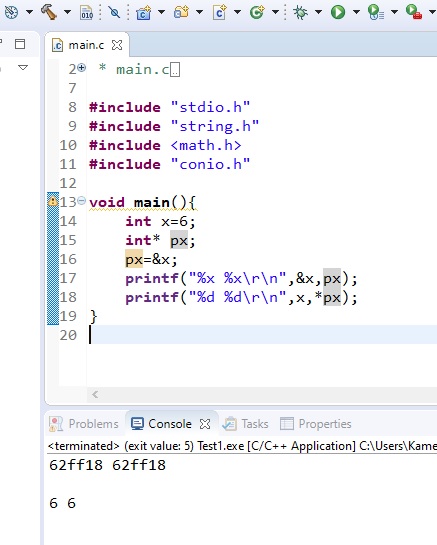 010
main.c
2 * main.c
7
8 #include "stdio.h"
9 #include "string.h"
10 #include <math.h>
11 #include "conio.h"
12
13 void main(){
14 int x=6;
15 int* px;
16 px=&x;
17 printf("%x %x\r\n",&x,px);
18 printf("%d %d\r\n",x,*px);
19 }
20
Problems Console Tasks Properties
<terminated> (exit value: 5) Test1.exe [C/C++ Application] C:\Users\Kame
62ff18 62ff18
6 6